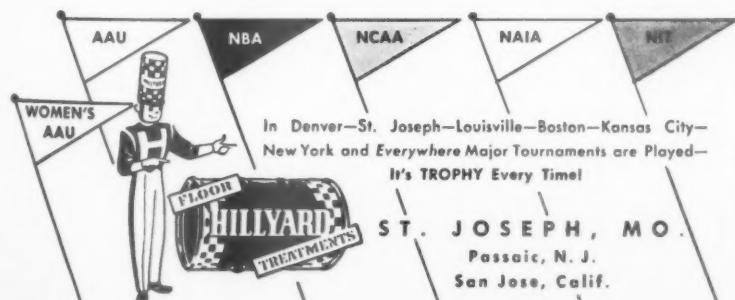 AAU
NBA
NCAA
NAIA
NIT
WOMEN'S
AAU
In Denver—St. Joseph—Louisville—Boston—Kansas City—
New York and Everywhere Major Tournaments are Played—
It's TROPHY Every Time!
H
FLOOR
HILLYARD
TREATMENTS
ST. JOSEPH, MO.
Passaic, N. J.
San Jose, Calif.